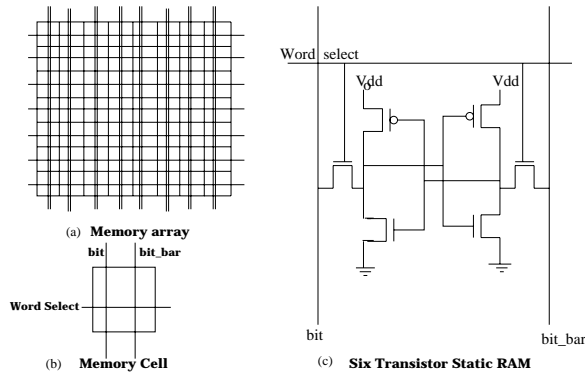 (a) Memory array
bit bit_bar
Word Select
(b) Memory Cell
Word select
Vdd Vdd
bit
bit_bar
(c) Six Transistor Static RAM